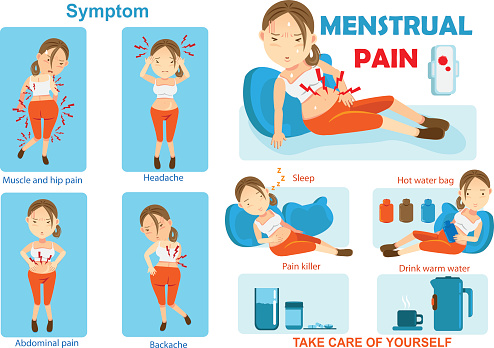 Symptom
Muscle and hip pain
Headache
Abdominal pain
Backache
MENSTRUAL
PAIN
z z z
Sleep
Hot water bag
Pain killer
Drink warm water
TAKE CARE OF YOURSELF